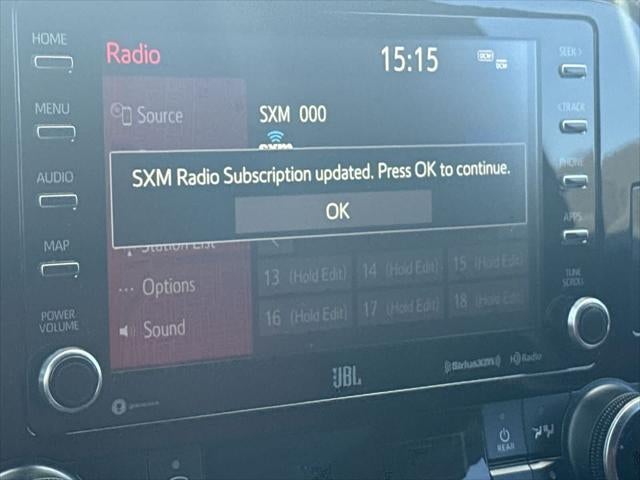 HOME
Radio
15:15
DCM
DCM
SEEK >
MENU
Source
SXM 000
<TRACK
SXM Radio Subscription updated. Press OK to continue.
OK
AUDIO
PHONE
MAP
Station List
APPS
13 (Hold Edit) 14 (Hold Edit) 15 (Hold Edit)
Options
16 (Hold Edit) 17 (Hold Edit) 18 (Hold Edit)
Sound
POWER
VOLUME
TUNE
SCROLL
JBL
SiriusXM
HD Radio
REAR